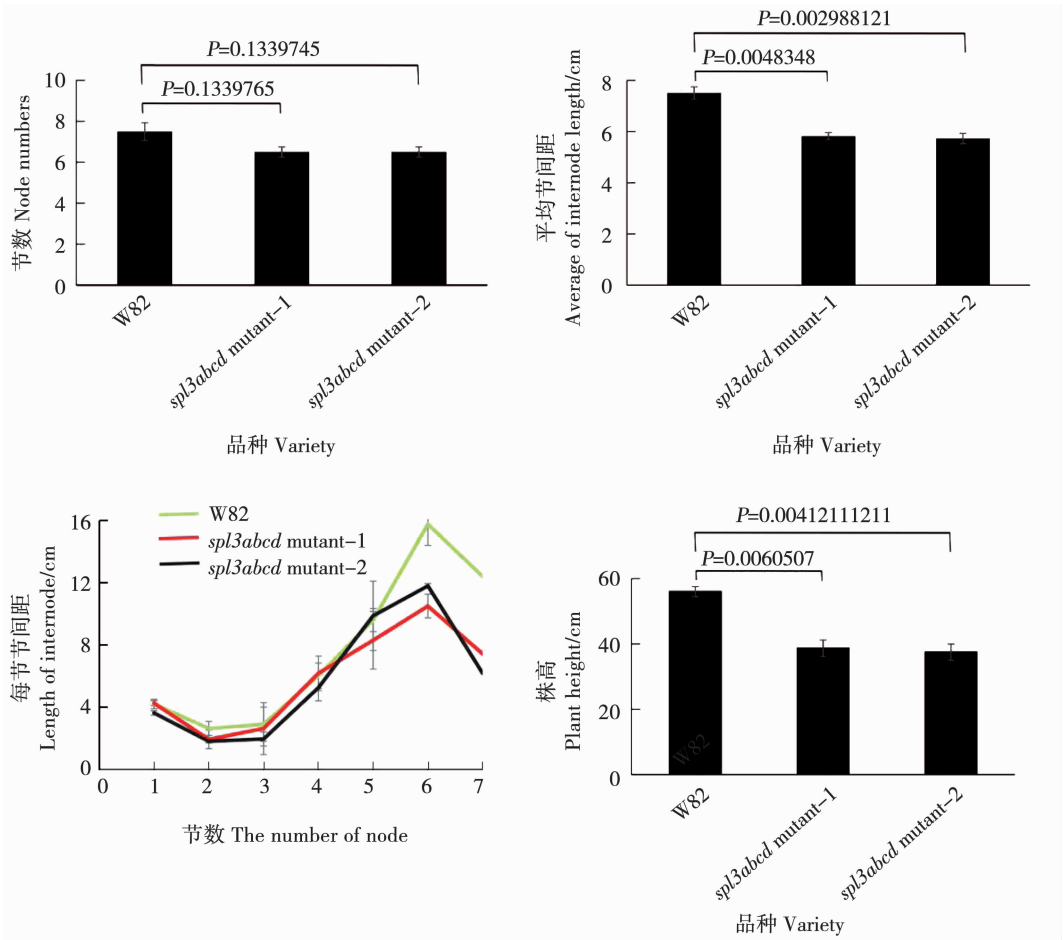 P=0.1339745
P=0.1339765
10
8
6
4
2
0
节数 Node numbers
W82
spl3abcd mutant-1
spl3abcd mutant-2
品种 Variety
P=0.002988121
P=0.0048348
8
6
4
2
0
平均节间距
Average of internode length/cm
W82
spl3abcd mutant-1
spl3abcd mutant-2
品种 Variety
W82
spl3abcd mutant-1
spl3abcd mutant-2
16
12
8
4
0
每节节间距
Length of internode/cm
0 1 2 3 4 5 6 7
节数 The number of node
P=0.00412111211
P=0.0060507
60
40
20
0
株高
Plant height/cm
W82
W82
spl3abcd mutant-1
spl3abcd mutant-2
品种 Variety